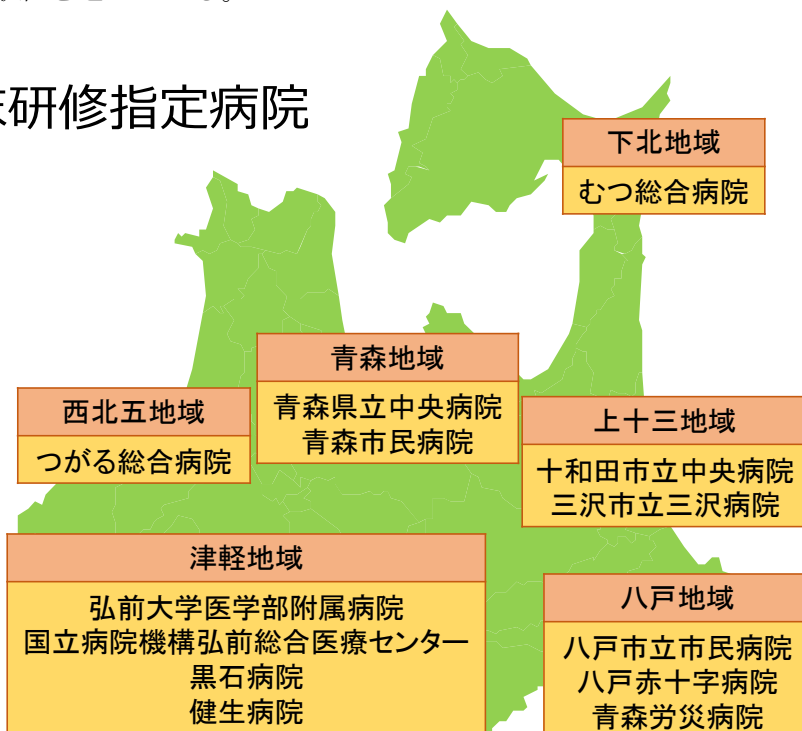 研修指定病院
下北地域
むつ総合病院
青森地域
青森県立中央病院
青森市民病院
西北五地域
つがる総合病院
上十三地域
十和田市立中央病院
三沢市立三沢病院
津軽地域
弘前大学医学部附属病院
国立病院機構弘前総合医療センター
黒石病院
健生病院
八戸地域
八戸市立市民病院
八戸赤十字病院
青森労災病院